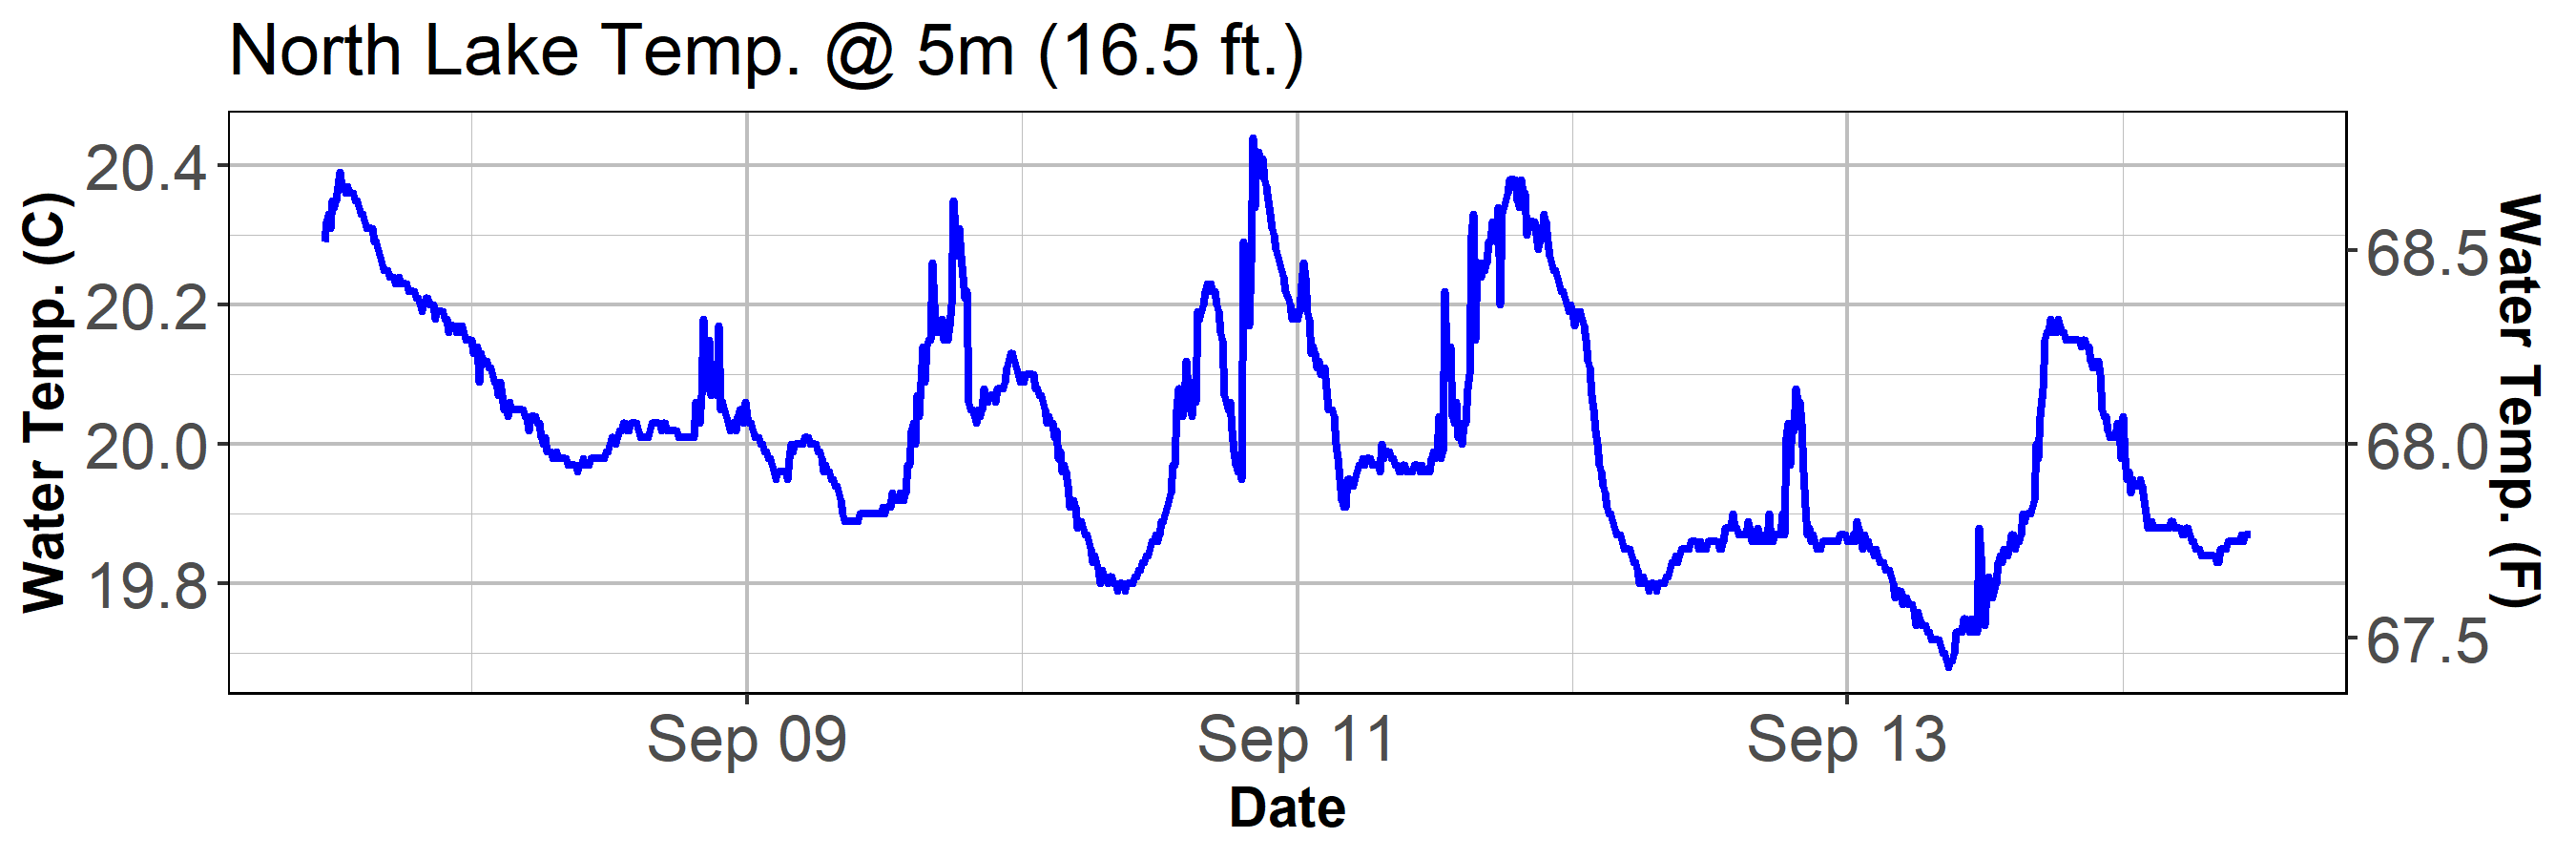 North Lake Temp. @ 5m (16.5 ft.)
Water Temp. (C)
20.4
20.2
20.0
19.8
68.5
68.0
67.5
Water Temp. (F)
Sep 09
Sep 11
Sep 13
Date